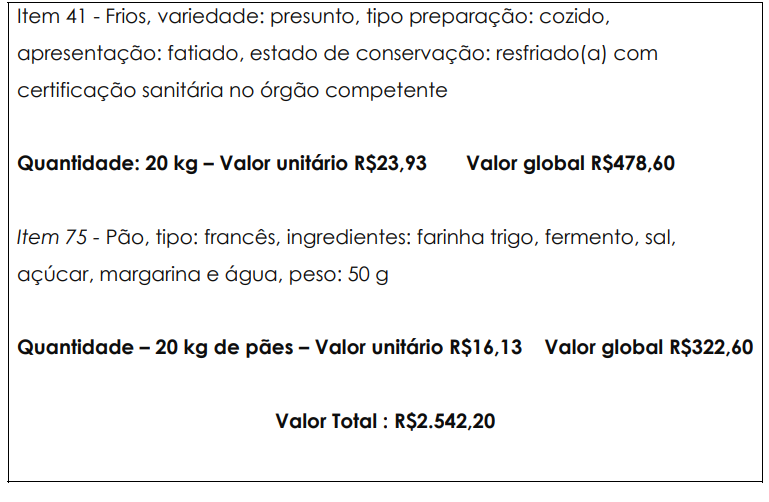 Item 41 - Frios, variedade: presunto, tipo preparação: cozido,
apresentação: fatiado, estado de conservação: resfriado(a) com
certificação sanitária no órgão competente
Quantidade: 20 kg – Valor unitário R$23,93 Valor global R$478,60
Item 75 - Pão, tipo: francês, ingredientes: farinha trigo, fermento, sal,
açúcar, margarina e água, peso: 50 g
Quantidade – 20 kg de pães – Valor unitário R$16,13 Valor global R$322,60
Valor Total : R$2.542,20